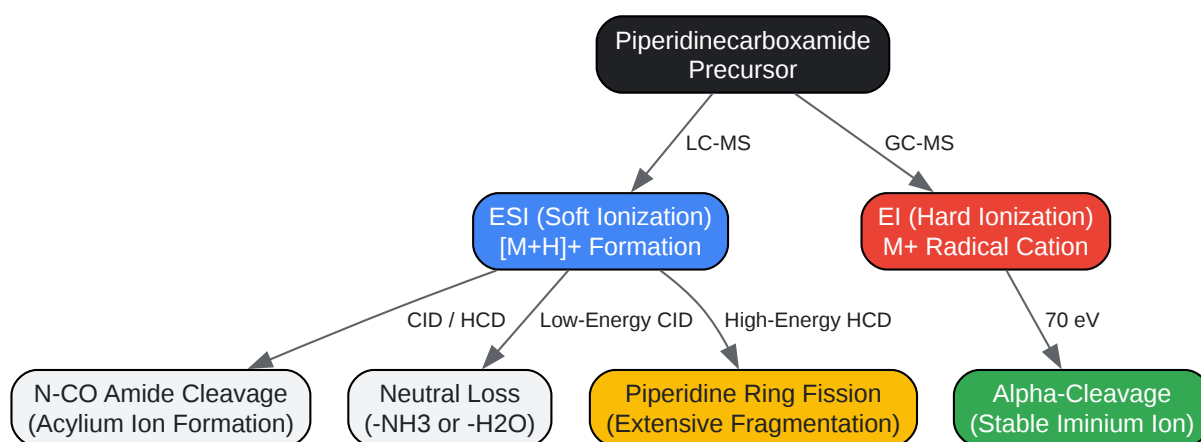 Piperidinecarboxamide
Precursor
LC-MS
GC-MS
ESI (Soft Ionization)
[M+H]+ Formation
EI (Hard Ionization)
M+ Radical Cation
CID / HCD
Low-Energy CID
High-Energy HCD
70 eV
N-CO Amide Cleavage
(Acylium Ion Formation)
Neutral Loss
(-NH3 or -H2O)
Piperidine Ring Fission
(Extensive Fragmentation)
Alpha-Cleavage
(Stable Iminium Ion)